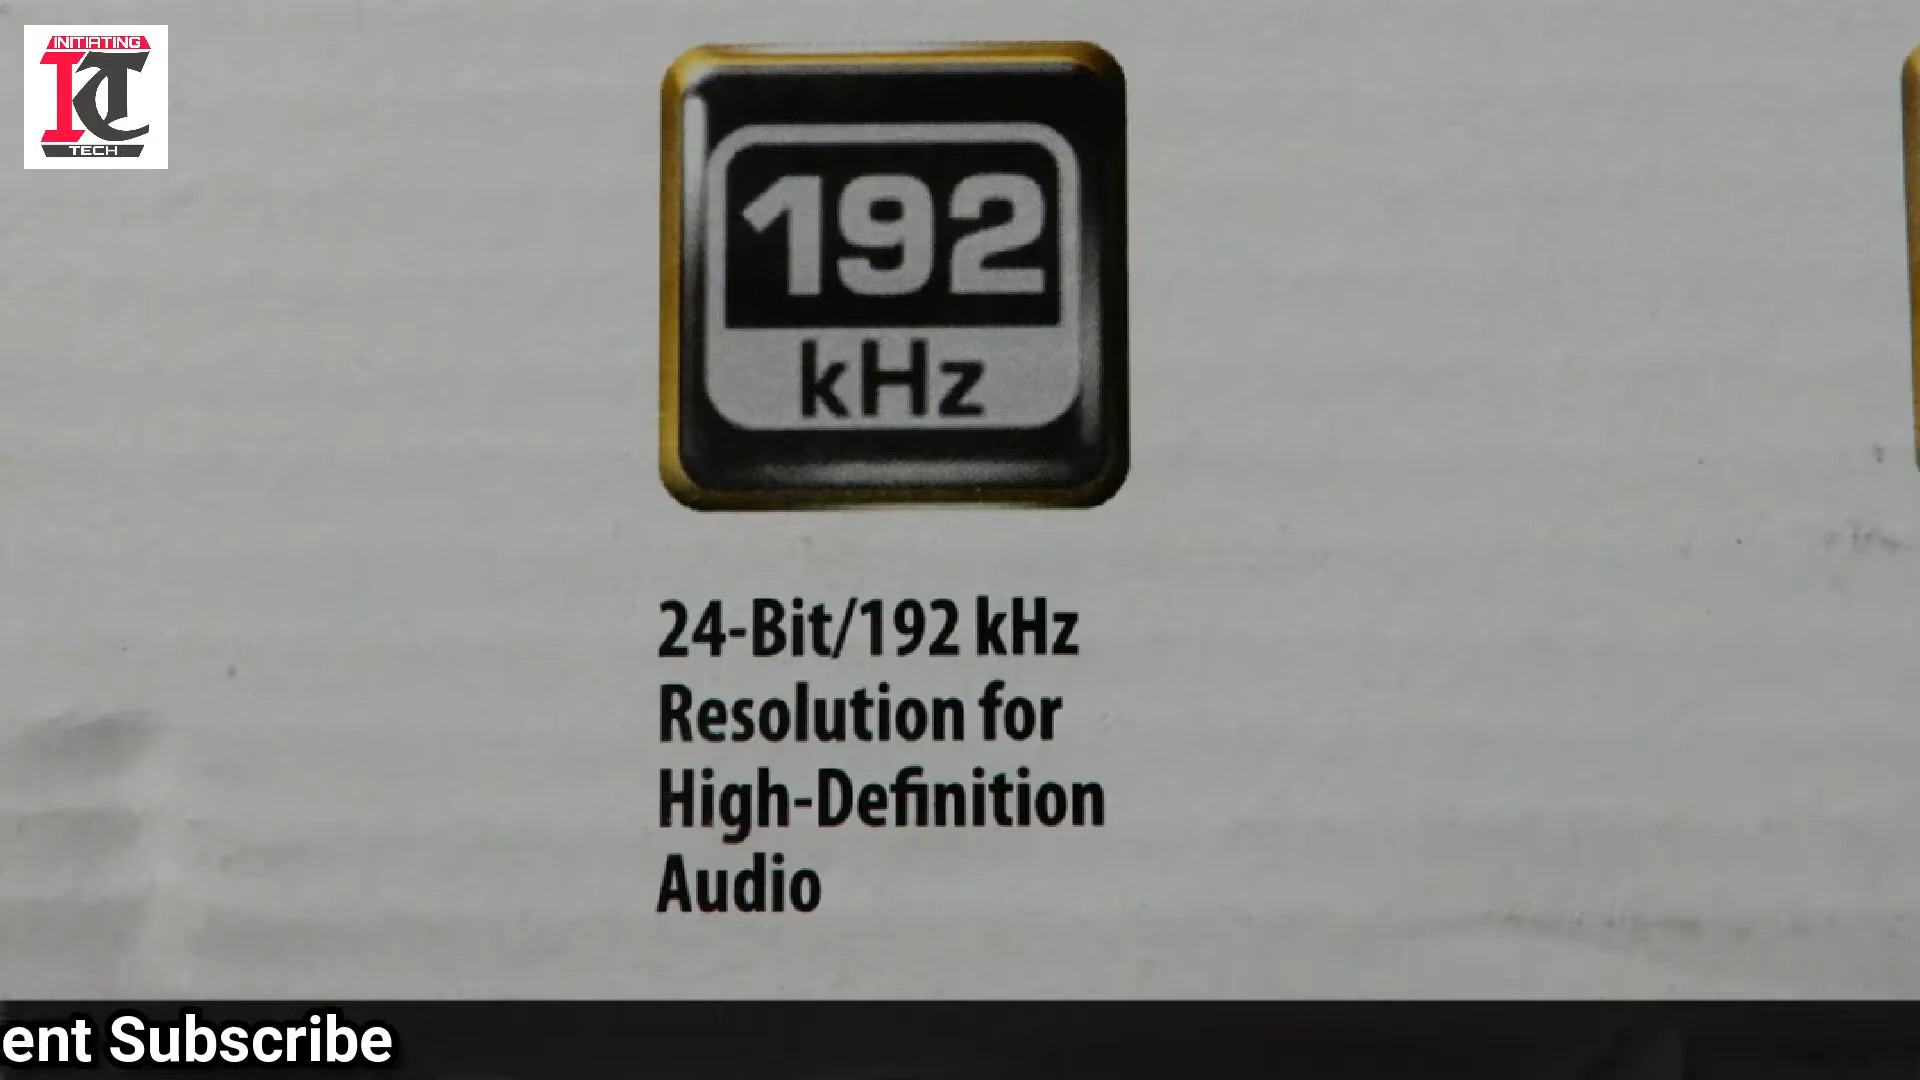 INITIATING
TECH
192
kHz
24-Bit/192 kHz
Resolution for
High-Definition
Audio
ent Subscribe